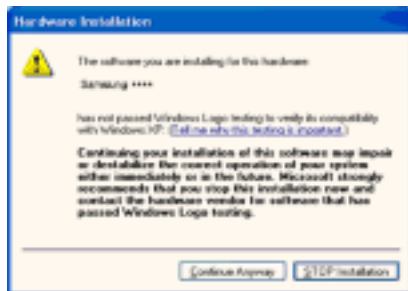 Hardware Installation
The software you are installing for this hardware:
Samsung ****
has not passed Windows Logo testing to verify its compatibility
with Windows XP. (Tell me why this testing is important.)
Continuing your installation of this software may impair
or destabilize the correct operation of your system
either immediately or in the future. Microsoft strongly
recommends that you stop this installation now and
contact the hardware vendor for software that has
passed Windows Logo testing.
Continue Anyway
STOP Installation